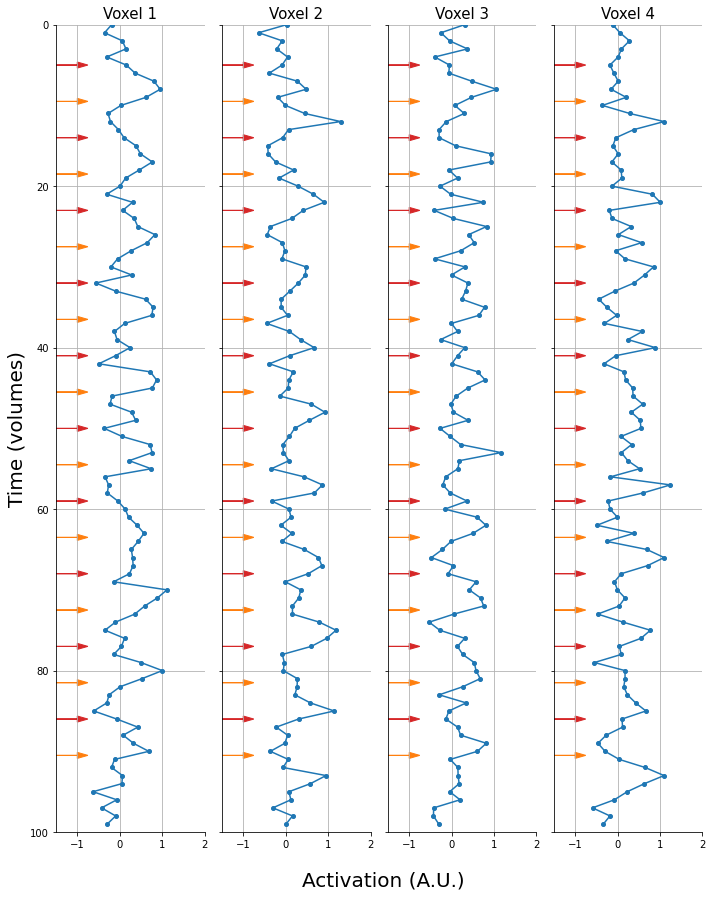 Voxel 1 Voxel 2 Voxel 3 Voxel 4
0
20
40
60
80
100
Time (volumes)
−1 0 1 2 −1 0 1 2 −1 0 1 2 −1 0 1 2
Activation (A.U.)